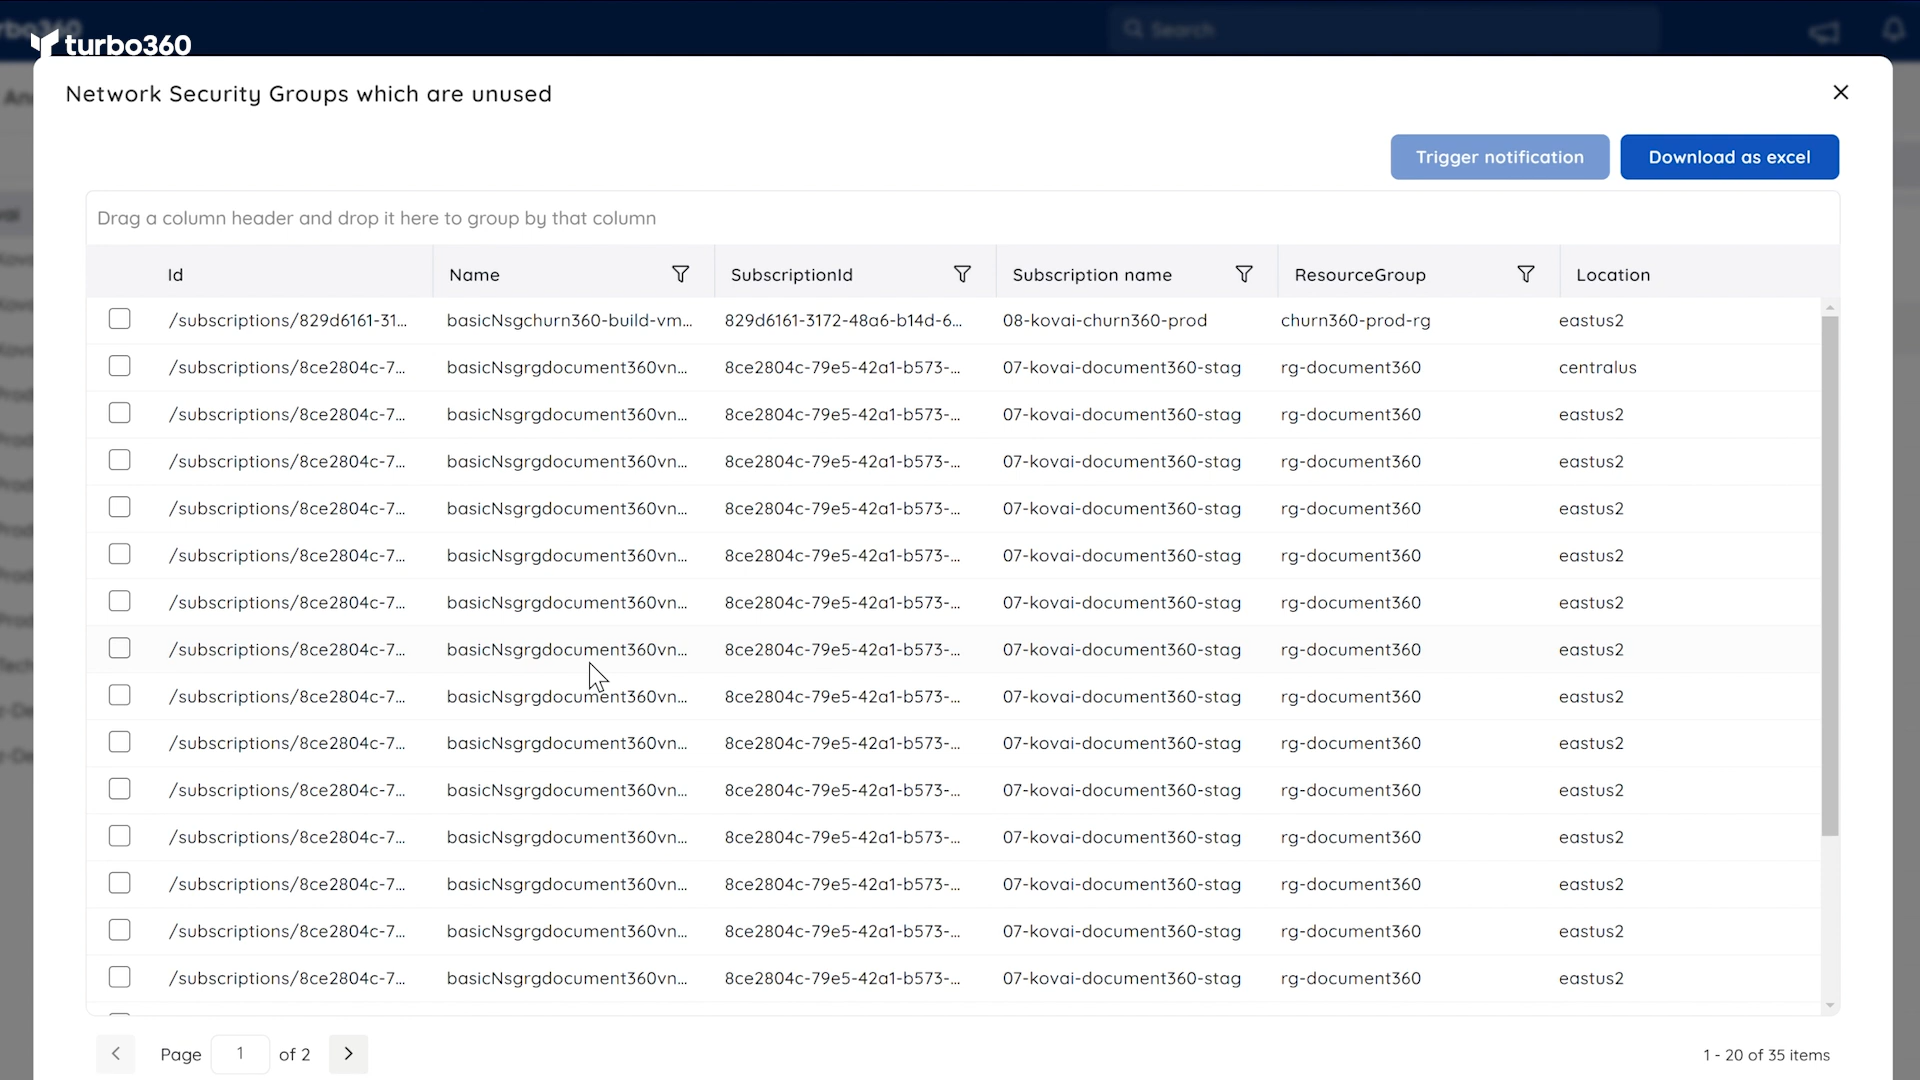 turbo360
Search
Network Security Groups which are unused
Trigger notification Download as excel
Drag a column header and drop it here to group by that column
Id Name SubscriptionId Subscription name ResourceGroup Location
/subscriptions/829d6161-31... basicNsgchurn360-build-vm... 829d6161-3172-48a6-b14d-6... 08-kovai-churn360-prod churn360-prod-rg eastus2
/subscriptions/8ce2804c-7... basicNsgrgdocument360vn... 8ce2804c-79e5-42a1-b573-... 07-kovai-document360-stag rg-document360 centralus
/subscriptions/8ce2804c-7... basicNsgrgdocument360vn... 8ce2804c-79e5-42a1-b573-... 07-kovai-document360-stag rg-document360 eastus2
/subscriptions/8ce2804c-7... basicNsgrgdocument360vn... 8ce2804c-79e5-42a1-b573-... 07-kovai-document360-stag rg-document360 eastus2
/subscriptions/8ce2804c-7... basicNsgrgdocument360vn... 8ce2804c-79e5-42a1-b573-... 07-kovai-document360-stag rg-document360 eastus2
/subscriptions/8ce2804c-7... basicNsgrgdocument360vn... 8ce2804c-79e5-42a1-b573-... 07-kovai-document360-stag rg-document360 eastus2
/subscriptions/8ce2804c-7... basicNsgrgdocument360vn... 8ce2804c-79e5-42a1-b573-... 07-kovai-document360-stag rg-document360 eastus2
/subscriptions/8ce2804c-7... basicNsgrgdocument360vn... 8ce2804c-79e5-42a1-b573-... 07-kovai-document360-stag rg-document360 eastus2
/subscriptions/8ce2804c-7... basicNsgrgdocument360vn... 8ce2804c-79e5-42a1-b573-... 07-kovai-document360-stag rg-document360 eastus2
/subscriptions/8ce2804c-7... basicNsgrgdocument360vn... 8ce2804c-79e5-42a1-b573-... 07-kovai-document360-stag rg-document360 eastus2
/subscriptions/8ce2804c-7... basicNsgrgdocument360vn... 8ce2804c-79e5-42a1-b573-... 07-kovai-document360-stag rg-document360 eastus2
/subscriptions/8ce2804c-7... basicNsgrgdocument360vn... 8ce2804c-79e5-42a1-b573-... 07-kovai-document360-stag rg-document360 eastus2
/subscriptions/8ce2804c-7... basicNsgrgdocument360vn... 8ce2804c-79e5-42a1-b573-... 07-kovai-document360-stag rg-document360 eastus2
/subscriptions/8ce2804c-7... basicNsgrgdocument360vn... 8ce2804c-79e5-42a1-b573-... 07-kovai-document360-stag rg-document360 eastus2
/subscriptions/8ce2804c-7... basicNsgrgdocument360vn... 8ce2804c-79e5-42a1-b573-... 07-kovai-document360-stag rg-document360 eastus2
Page 1 of 2 1 - 20 of 35 items